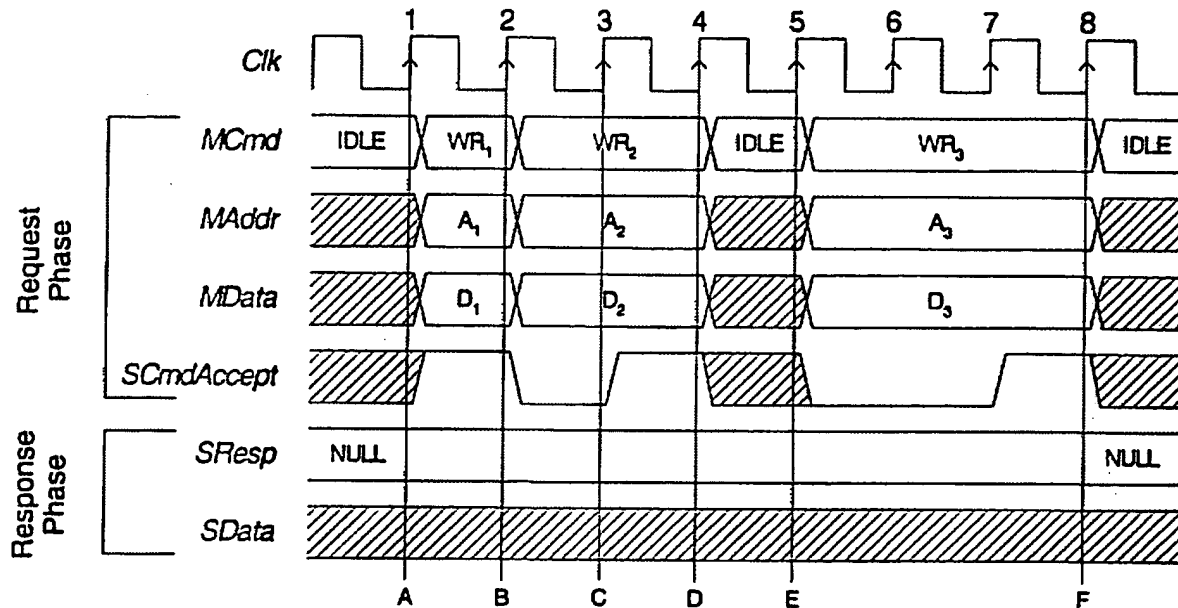 1 2 3 4 5 6 7 8
Clk
Request Phase
MCmd IDLE WR₁ WR₂ IDLE WR₃ IDLE
MAddr A₁ A₂ A₃
MData D₁ D₂ D₃
SCmdAccept
Response Phase
SResp NULL NULL
SData
A B C D E F